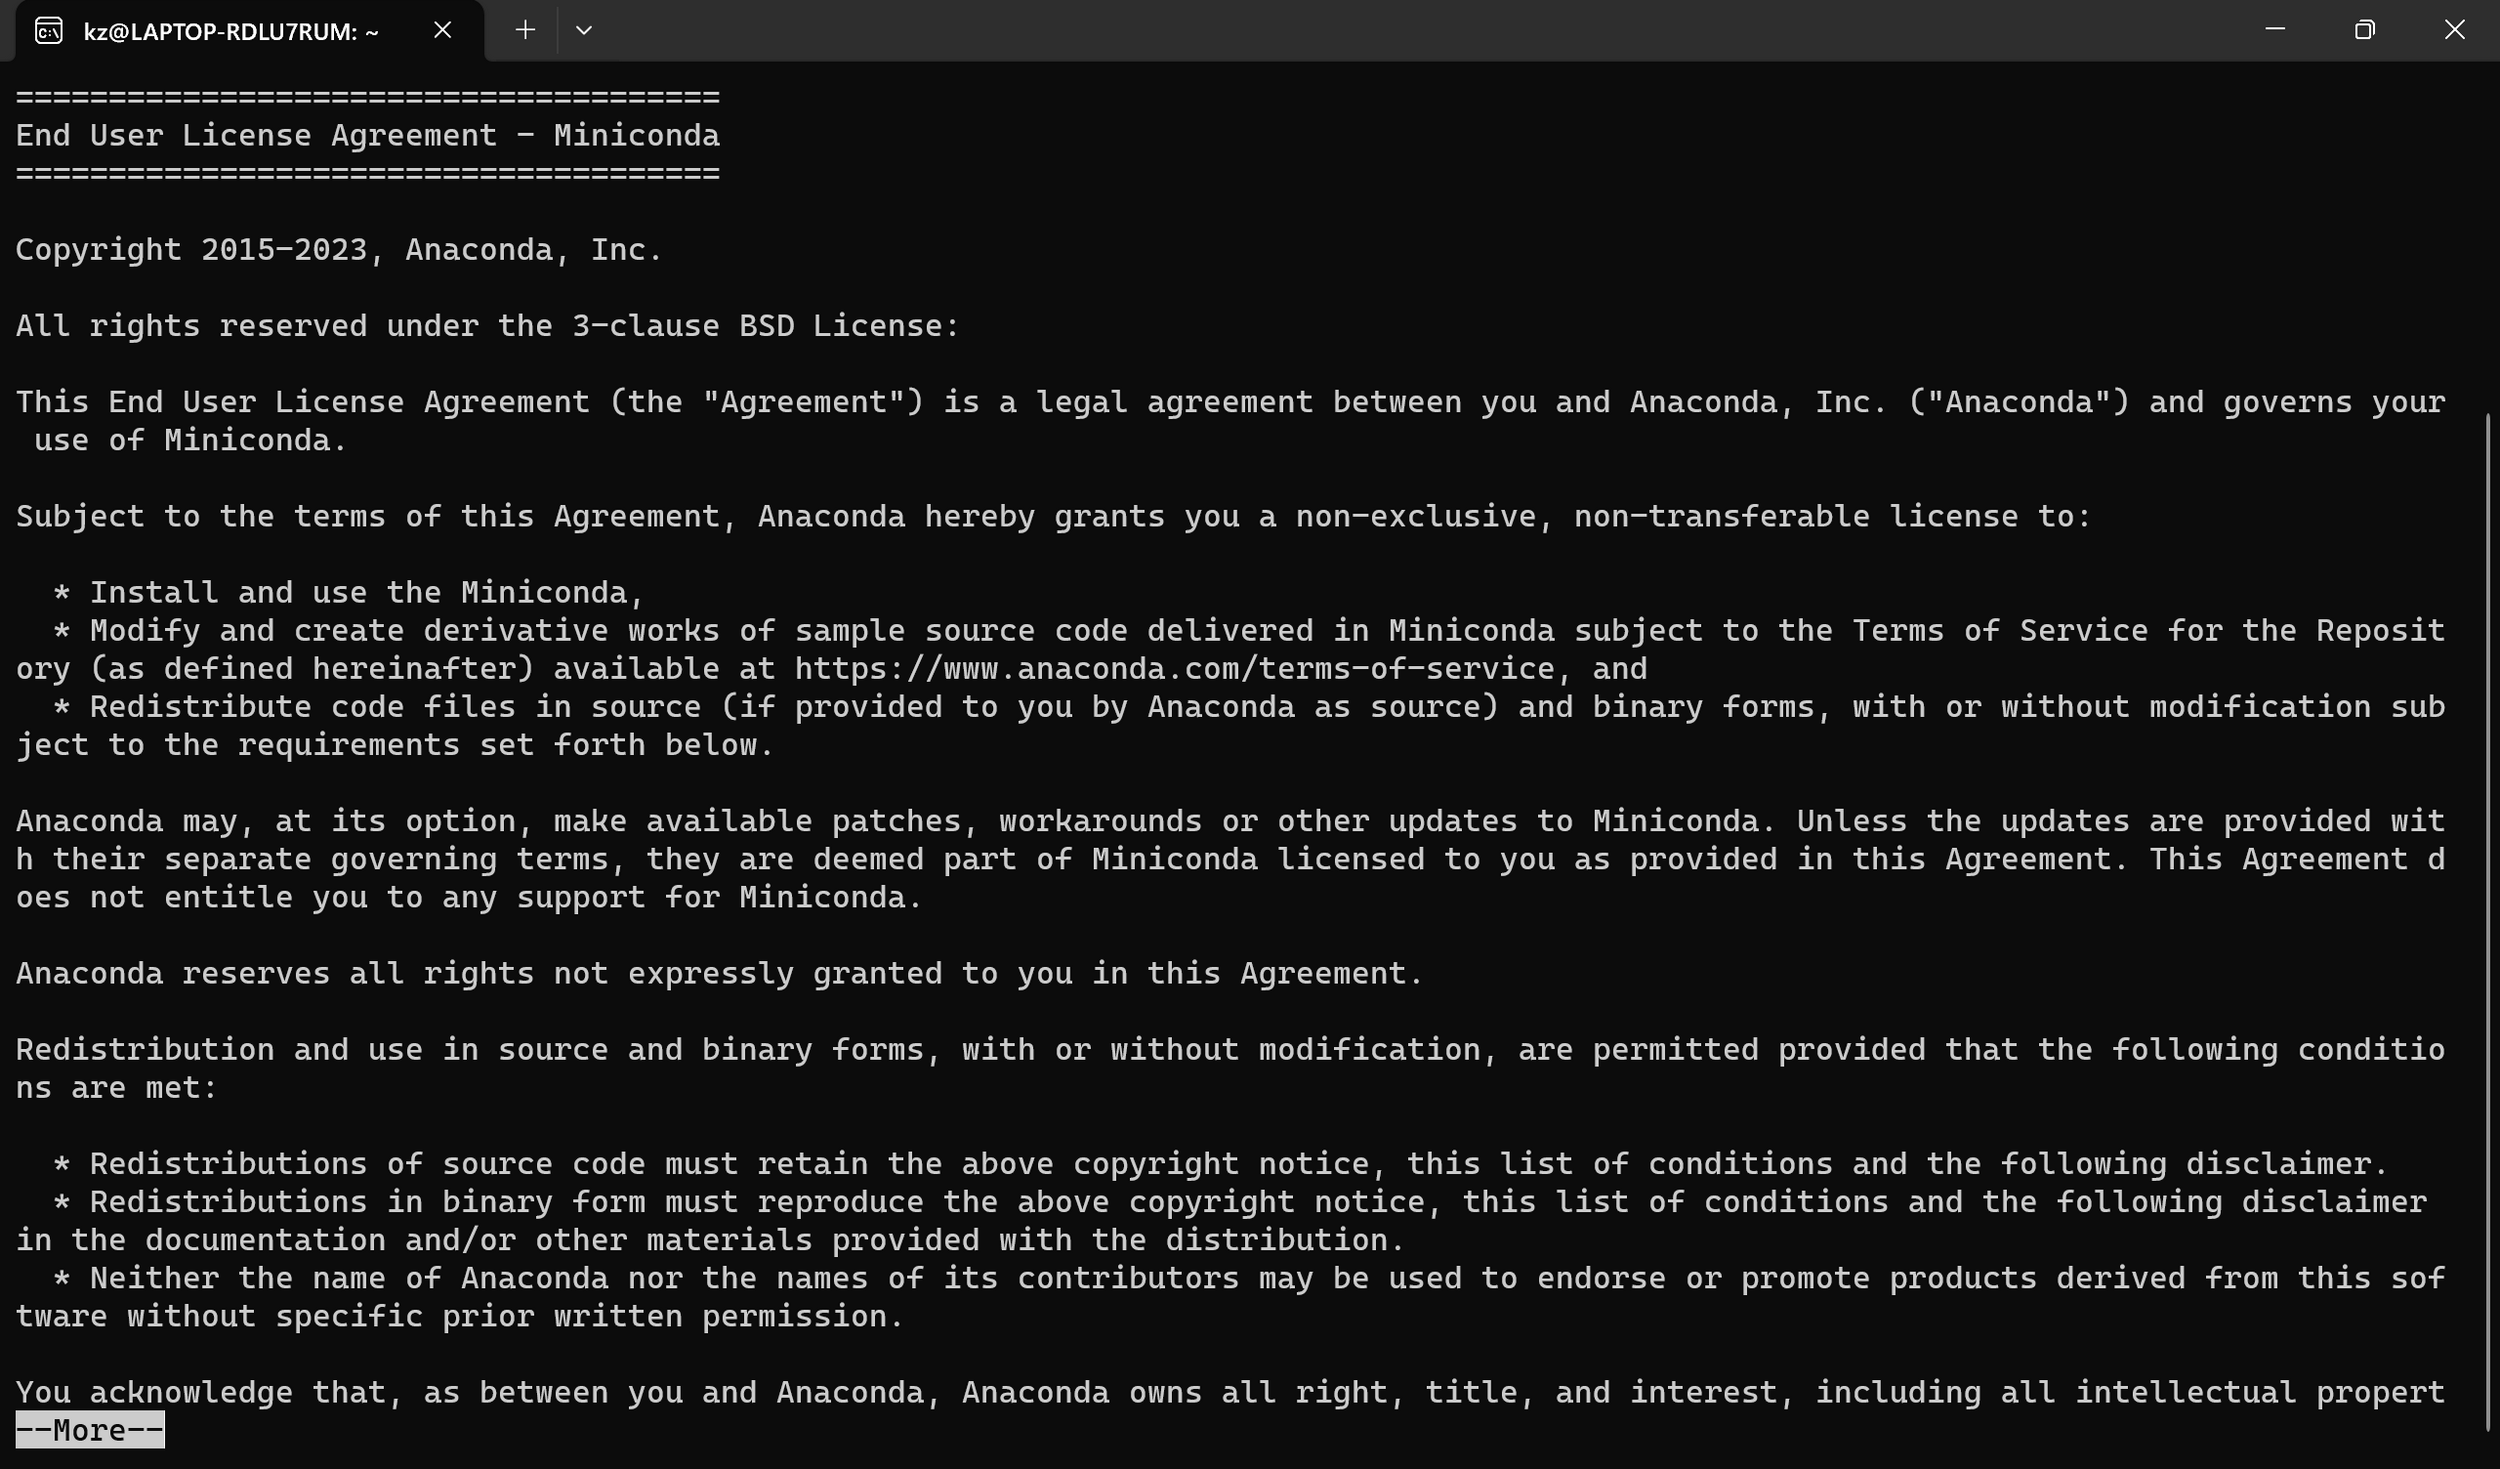 kz@LAPTOP-RDLU7RUM: ~
======================================
End User License Agreement - Miniconda
======================================
Copyright 2015-2023, Anaconda, Inc.
All rights reserved under the 3-clause BSD License:
This End User License Agreement (the "Agreement") is a legal agreement between you and Anaconda, Inc. ("Anaconda") and governs your
 use of Miniconda.
Subject to the terms of this Agreement, Anaconda hereby grants you a non-exclusive, non-transferable license to:
  * Install and use the Miniconda,
  * Modify and create derivative works of sample source code delivered in Miniconda subject to the Terms of Service for the Reposit
ory (as defined hereinafter) available at https://www.anaconda.com/terms-of-service, and
  * Redistribute code files in source (if provided to you by Anaconda as source) and binary forms, with or without modification sub
ject to the requirements set forth below.
Anaconda may, at its option, make available patches, workarounds or other updates to Miniconda. Unless the updates are provided wit
h their separate governing terms, they are deemed part of Miniconda licensed to you as provided in this Agreement. This Agreement d
oes not entitle you to any support for Miniconda.
Anaconda reserves all rights not expressly granted to you in this Agreement.
Redistribution and use in source and binary forms, with or without modification, are permitted provided that the following conditio
ns are met:
  * Redistributions of source code must retain the above copyright notice, this list of conditions and the following disclaimer.
  * Redistributions in binary form must reproduce the above copyright notice, this list of conditions and the following disclaimer
in the documentation and/or other materials provided with the distribution.
  * Neither the name of Anaconda nor the names of its contributors may be used to endorse or promote products derived from this sof
tware without specific prior written permission.
You acknowledge that, as between you and Anaconda, Anaconda owns all right, title, and interest, including all intellectual propert
--More--